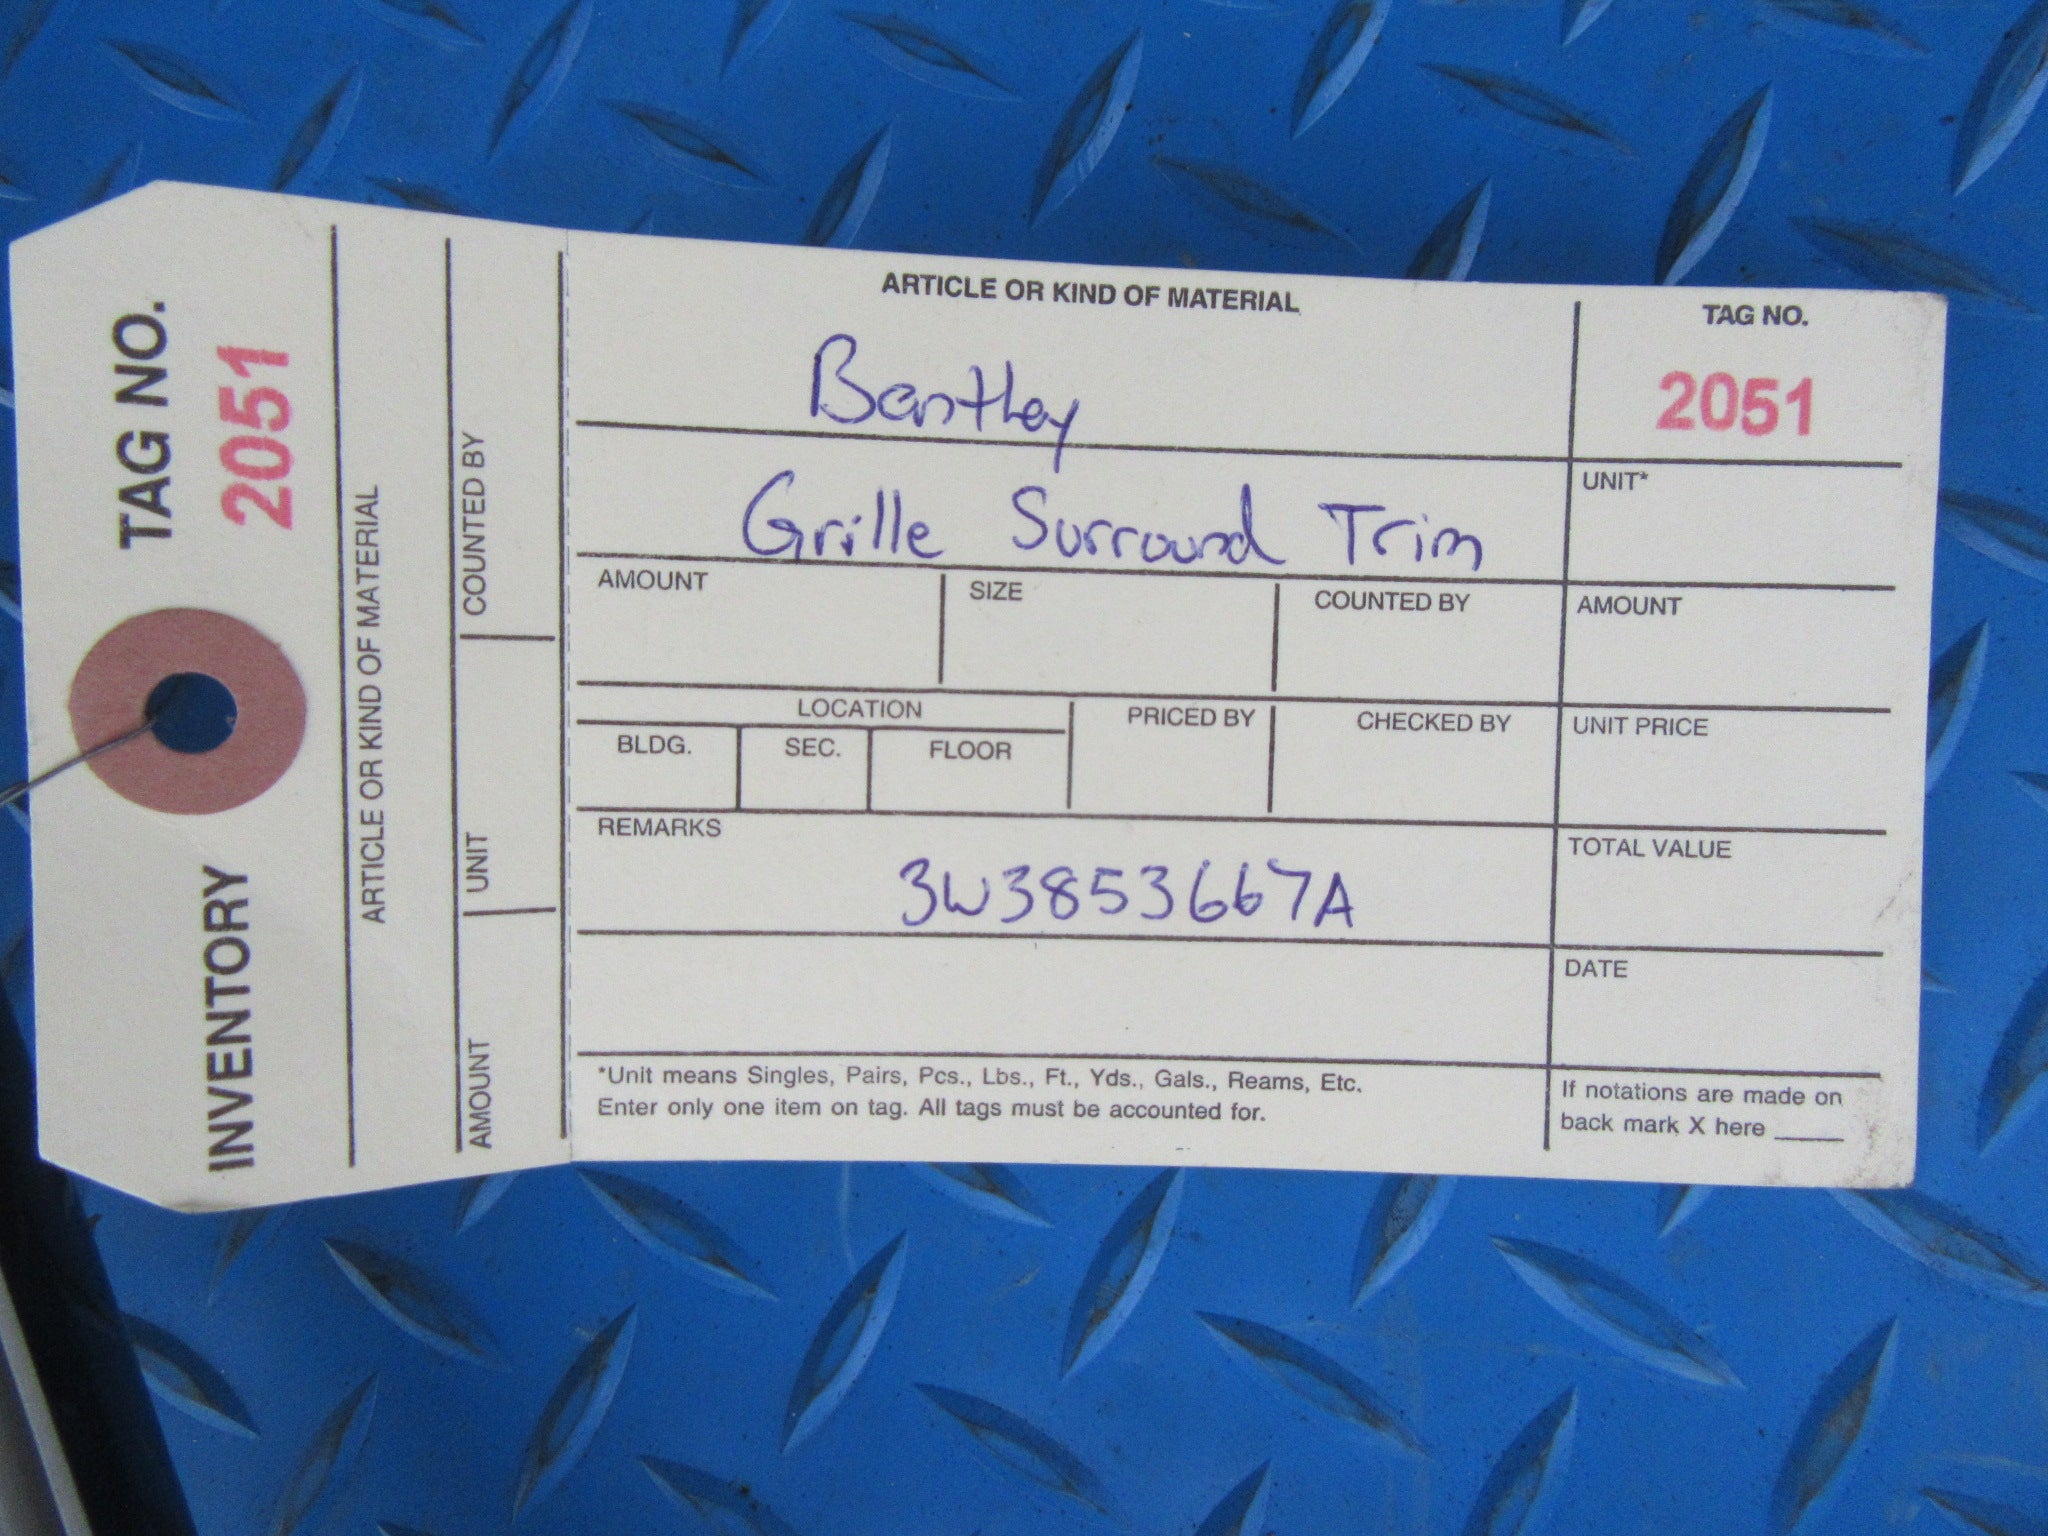 INVENTORY TAG NO.
2051
ARTICLE OR KIND OF MATERIAL
AMOUNT UNIT COUNTED BY
ARTICLE OR KIND OF MATERIAL
TAG NO.
Bentley
2051
Grille Surround Trim
UNIT*
AMOUNT SIZE COUNTED BY AMOUNT
LOCATION PRICED BY CHECKED BY UNIT PRICE
BLDG. SEC. FLOOR
REMARKS
TOTAL VALUE
3W3853667A
DATE
*Unit means Singles, Pairs, Pcs., Lbs., Ft., Yds., Gals., Reams, Etc.
Enter only one item on tag. All tags must be accounted for.
If notations are made on
back mark X here ____